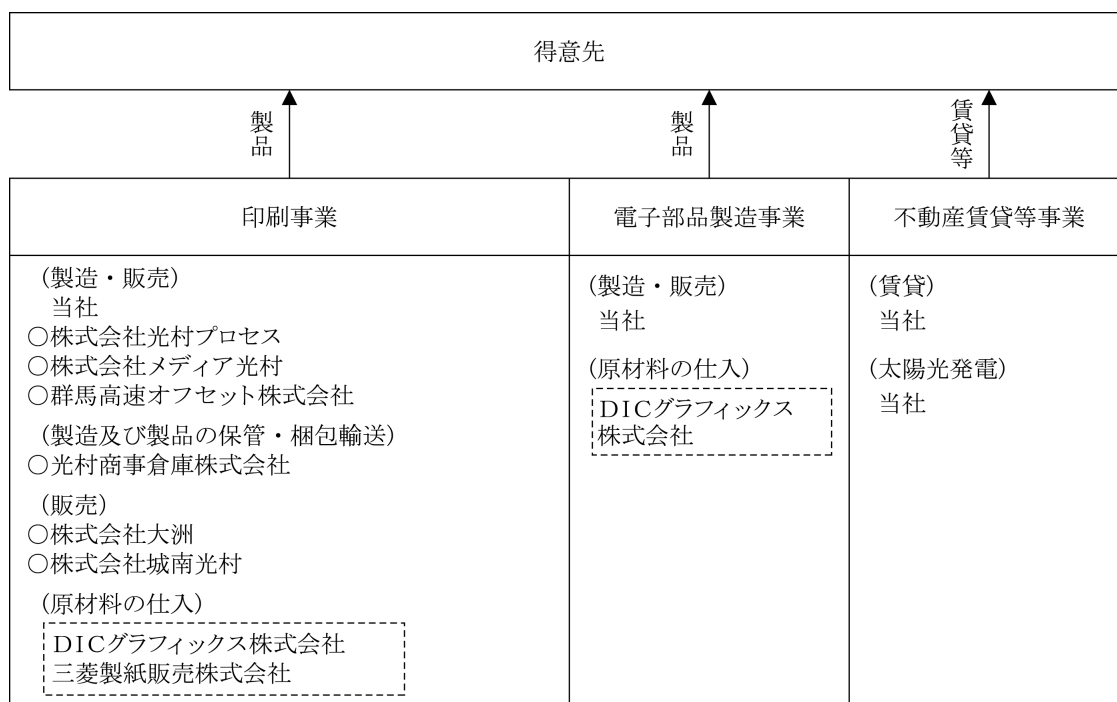 得意先
製品
製品
賃貸等
印刷事業
(製造・販売)
当社
○株式会社光村プロセス
○株式会社メディア光村
○群馬高速オフセット株式会社
(製造及び製品の保管・梱包輸送)
○光村商事倉庫株式会社
(販売)
○株式会社大洲
○株式会社城南光村
(原材料の仕入)
DICグラフィックス株式会社
三菱製紙販売株式会社
電子部品製造事業
(製造・販売)
当社
(原材料の仕入)
DICグラフィックス
株式会社
不動産賃貸等事業
(賃貸)
当社
(太陽光発電)
当社